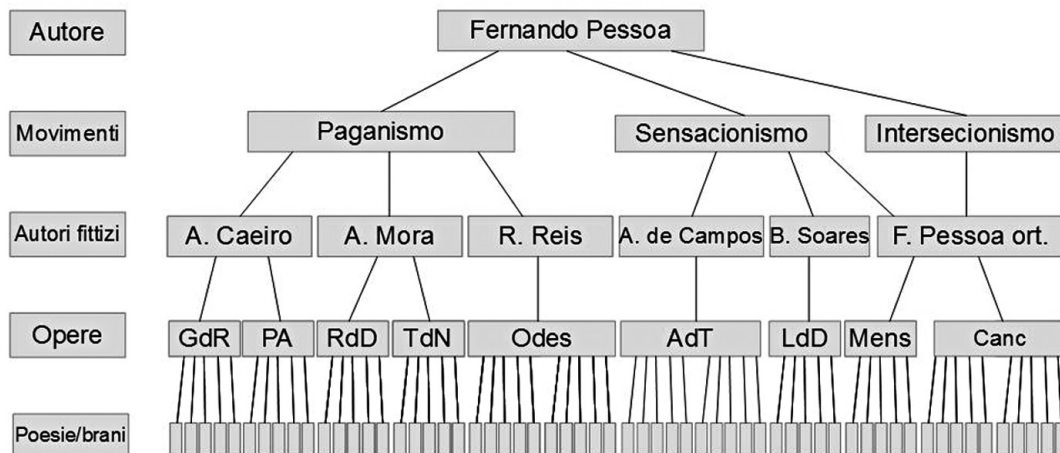 Autore
Fernando Pessoa
Movimenti
Paganismo
Sensacionismo
Intersecionismo
Autori fittizi
A. Caeiro
A. Mora
R. Reis
A. de Campos
B. Soares
F. Pessoa ort.
Opere
GdR
PA
RdD
TdN
Odes
AdT
LdD
Mens
Canc
Poesie/brani